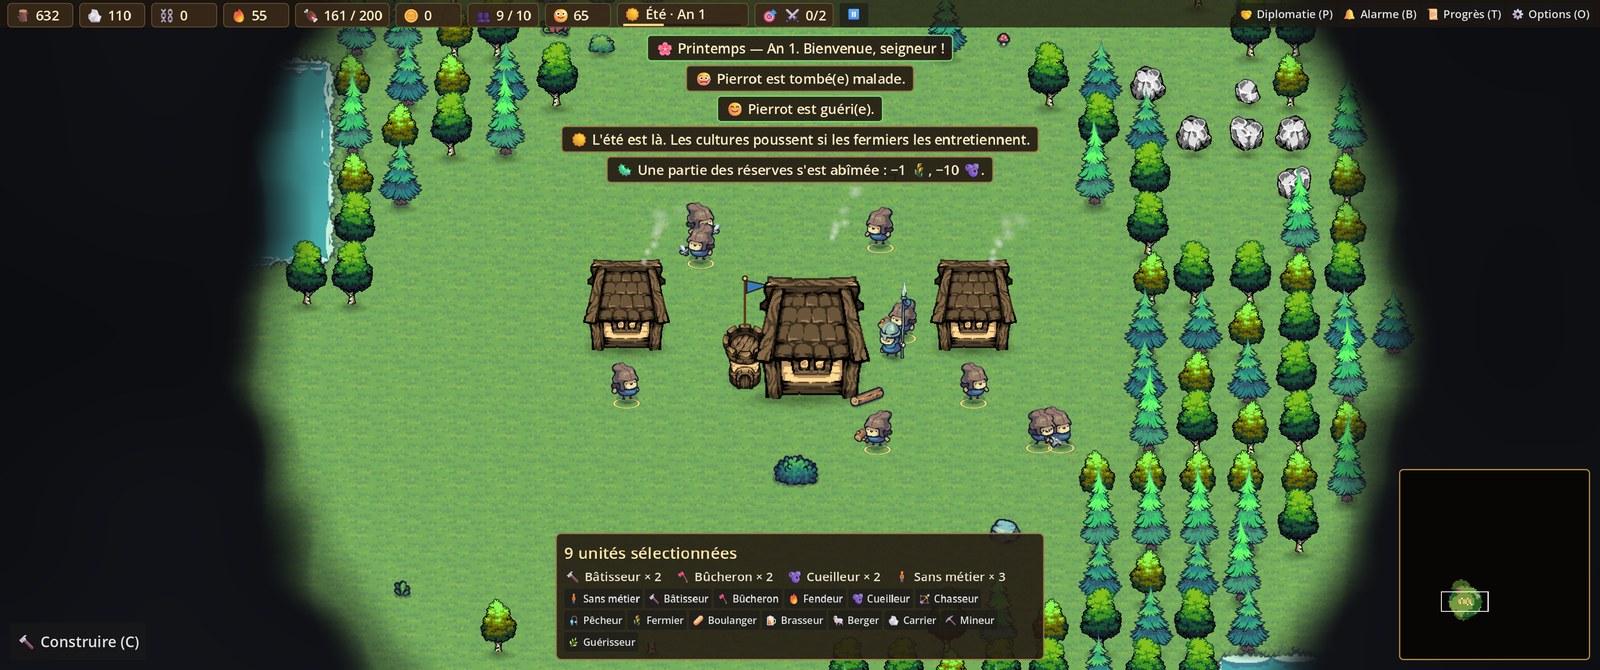 632 110 0 55 161 / 200 0 9 / 10 65 Été · An 1 0/2 Diplomatie (P) Alarme (B) Progrès (T) Options (O)
Printemps — An 1. Bienvenue, seigneur !
Pierrot est tombé(e) malade.
Pierrot est guéri(e).
L'été est là. Les cultures poussent si les fermiers les entretiennent.
Une partie des réserves s'est abîmée : −1 , −10 .
9 unités sélectionnées
Bâtisseur × 2 Bûcheron × 2 Cueilleur × 2 Sans métier × 3
Sans métier Bâtisseur Bûcheron Fendeur Cueilleur Chasseur
Pêcheur Fermier Boulanger Brasseur Berger Carrier Mineur
Guérisseur
Construire (C)